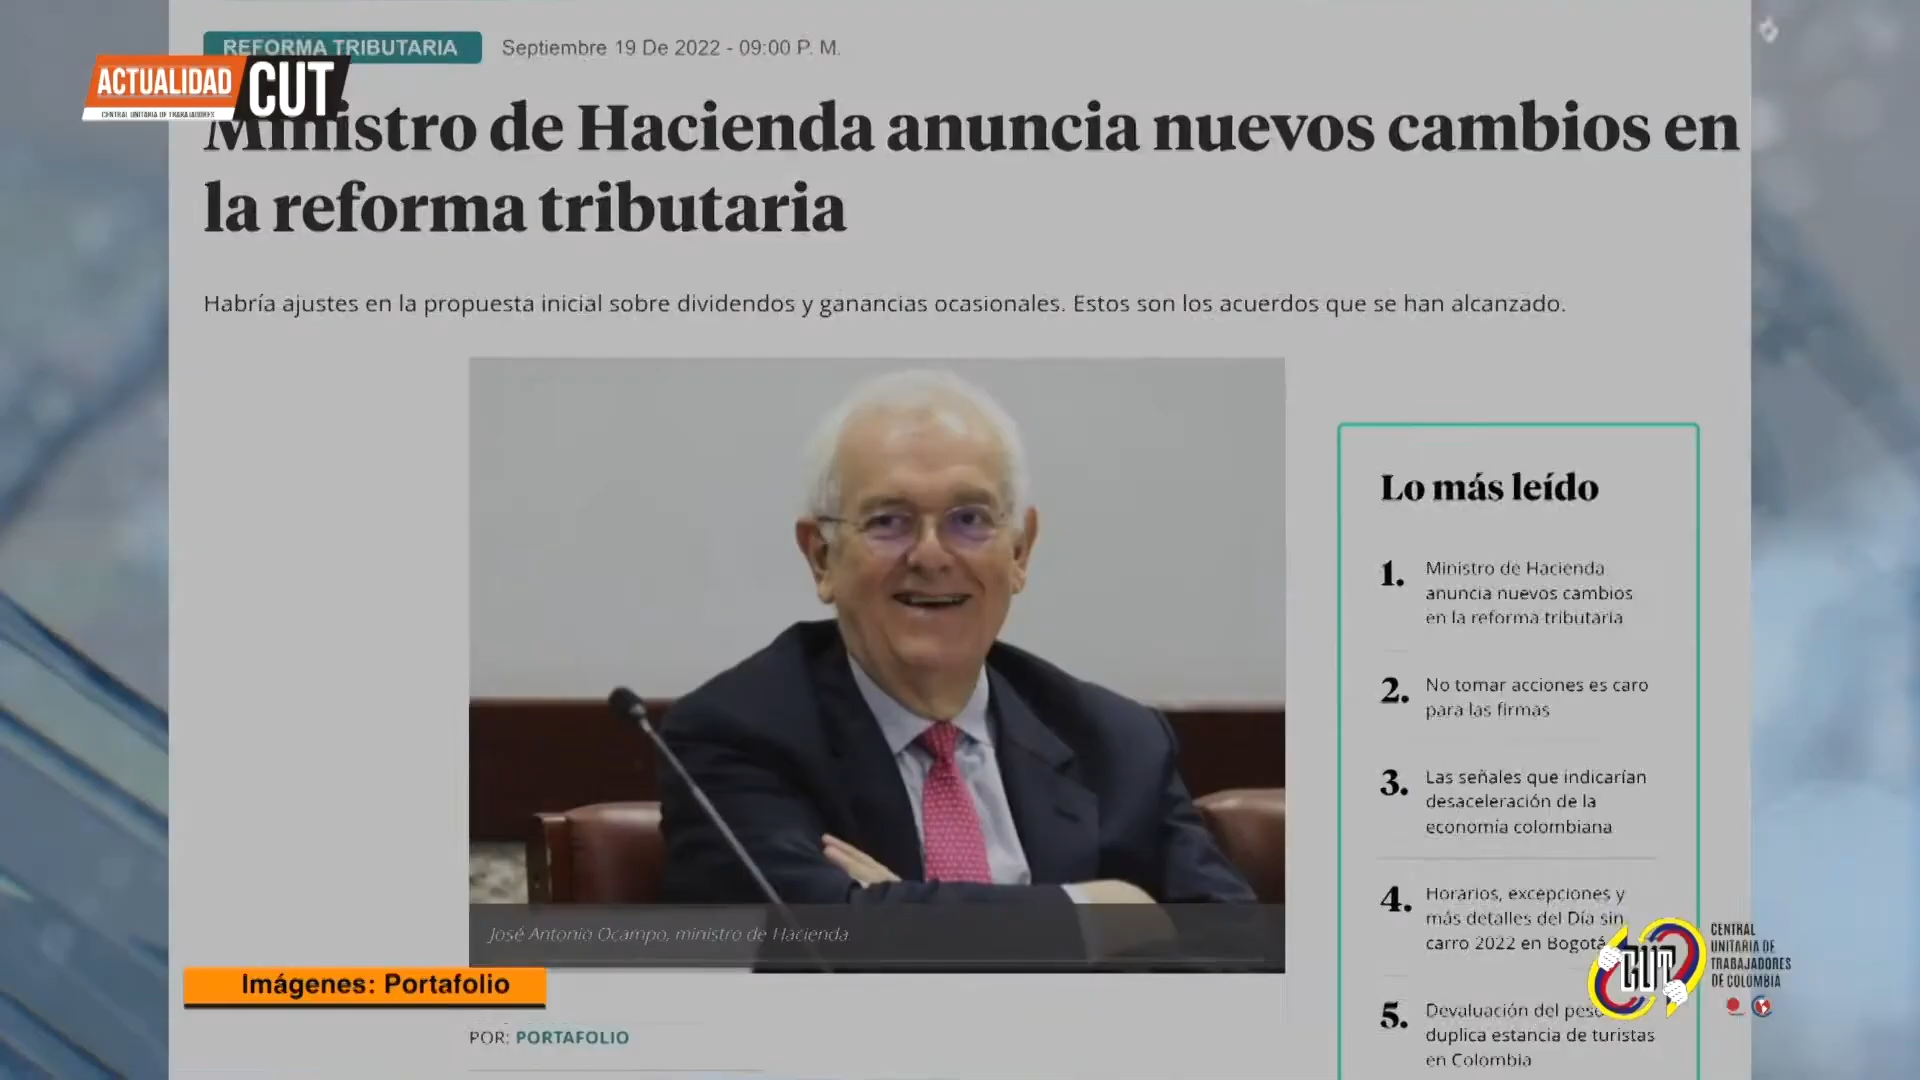 REFORMA TRIBUTARIA
Septiembre 19 De 2022 - 09:00 P. M.
ACTUALIDAD
CUT
CENTRAL UNITARIA DE TRABAJADORES
Ministro de Hacienda anuncia nuevos cambios en
la reforma tributaria
Habría ajustes en la propuesta inicial sobre dividendos y ganancias ocasionales. Estos son los acuerdos que se han alcanzado.
José Antonio Ocampo, ministro de Hacienda.
Imágenes: Portafolio
POR: PORTAFOLIO
Lo más leído
1. Ministro de Hacienda
anuncia nuevos cambios
en la reforma tributaria
2. No tomar acciones es caro
para las firmas
3. Las señales que indicarían
desaceleración de la
economía colombiana
4. Horarios, excepciones y
más detalles del Día sin
carro 2022 en Bogotá
5. Devaluación del peso
duplica estancia de turistas
en Colombia
CUT
CENTRAL
UNITARIA DE
TRABAJADORES
DE COLOMBIA